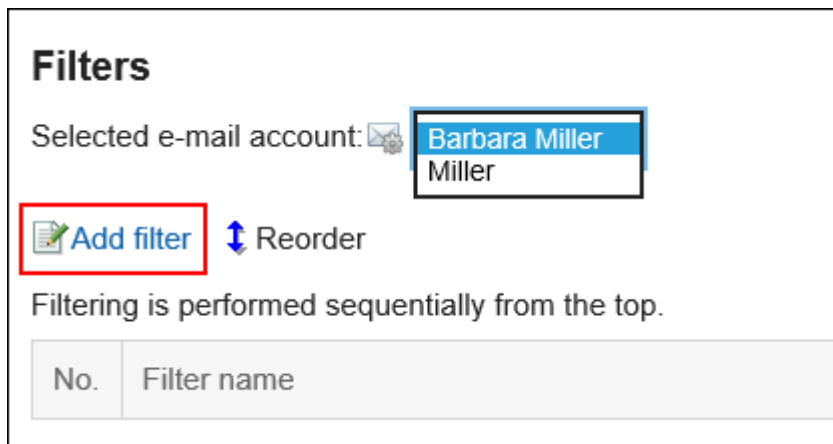 Filters
Selected e-mail account: Barbara Miller
Miller
Add filter Reorder
Filtering is performed sequentially from the top.
No. Filter name